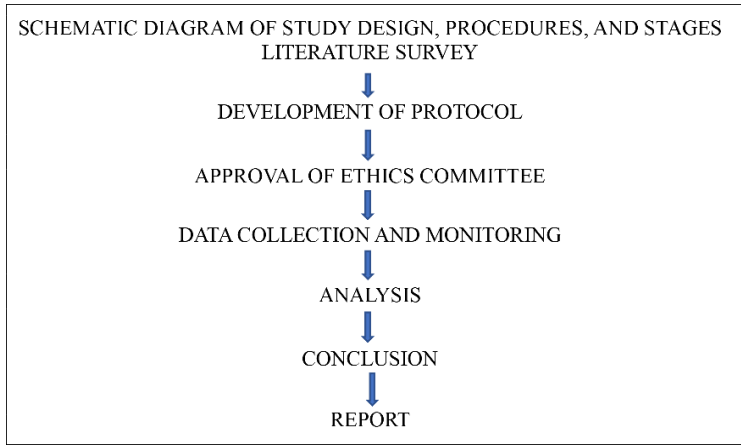 SCHEMATIC DIAGRAM OF STUDY DESIGN, PROCEDURES, AND STAGES
LITERATURE SURVEY
DEVELOPMENT OF PROTOCOL
APPROVAL OF ETHICS COMMITTEE
DATA COLLECTION AND MONITORING
ANALYSIS
CONCLUSION
REPORT